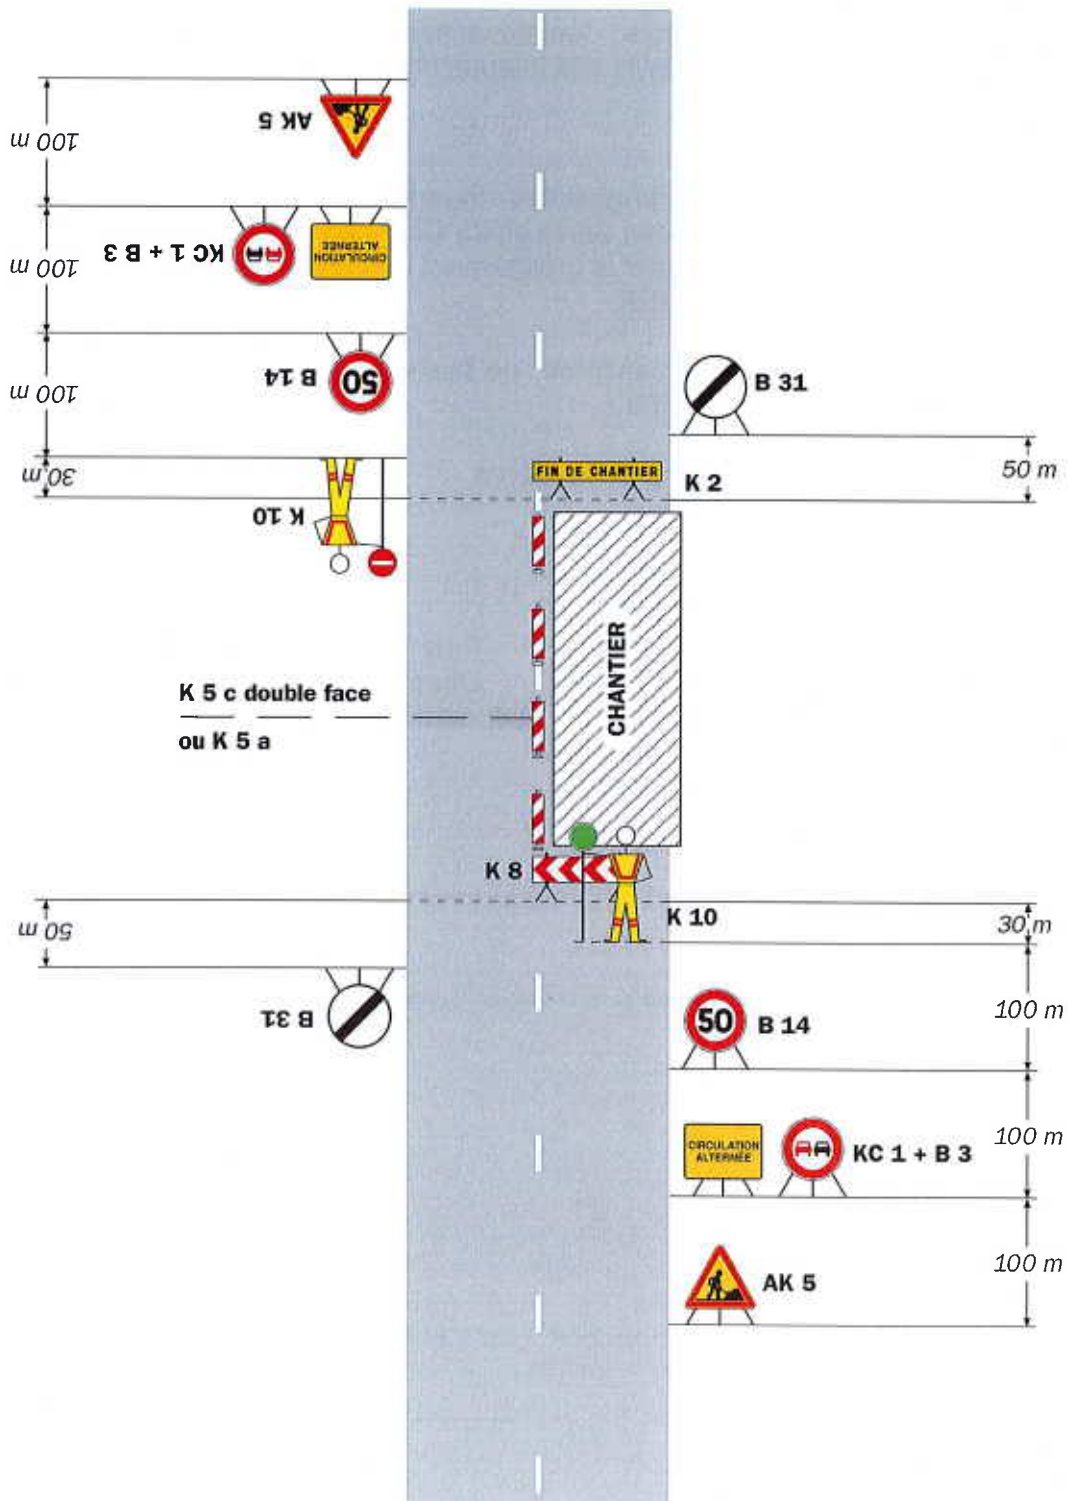 AK 5
100 m
KC 1 + B 3
CIRCULATION
ALTERNÉE
100 m
B 14
50
100 m
B 31
30 m
FIN DE CHANTIER
K 2
50 m
K 10
CHANTIER
K 5 c double face
ou K 5 a
K 8
K 10
50 m
30 m
B 31
50
B 14
100 m
CIRCULATION
ALTERNÉE
KC 1 + B 3
100 m
AK 5
100 m